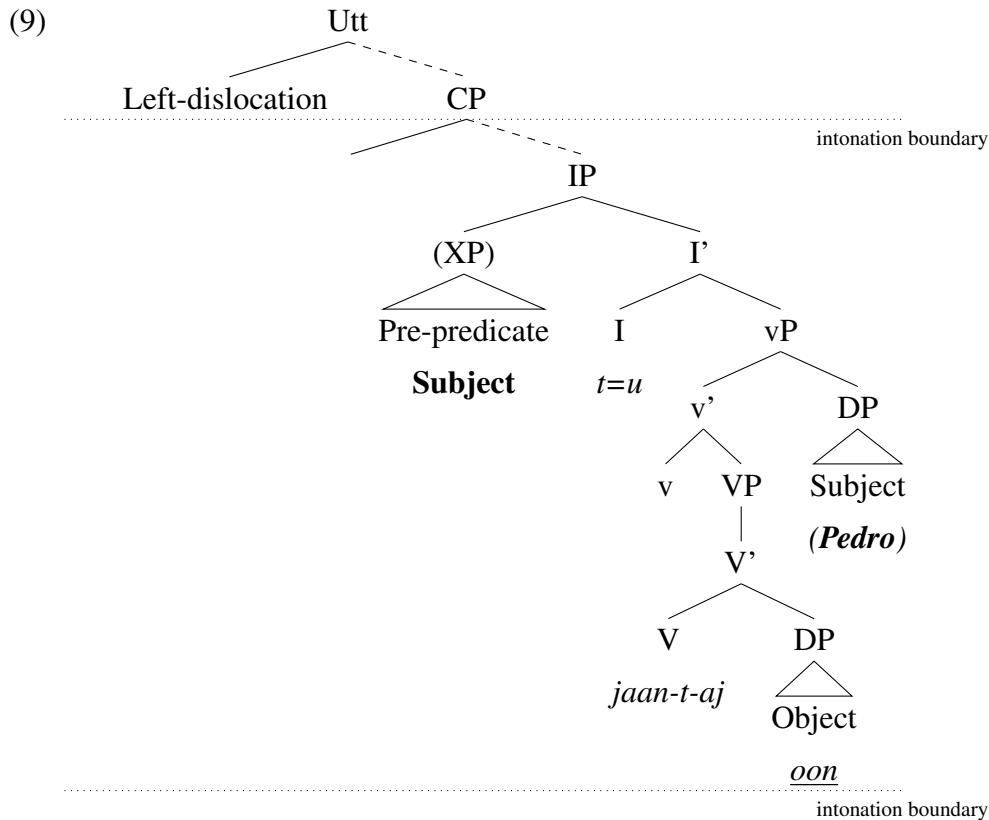 (9) Utt
Left-dislocation CP
intonation boundary
IP
(XP) I’
Pre-predicate I vP
Subject t=u
v’ DP
v VP Subject
(Pedro)
V’
V DP
jaan-t-aj
Object
oon
intonation boundary